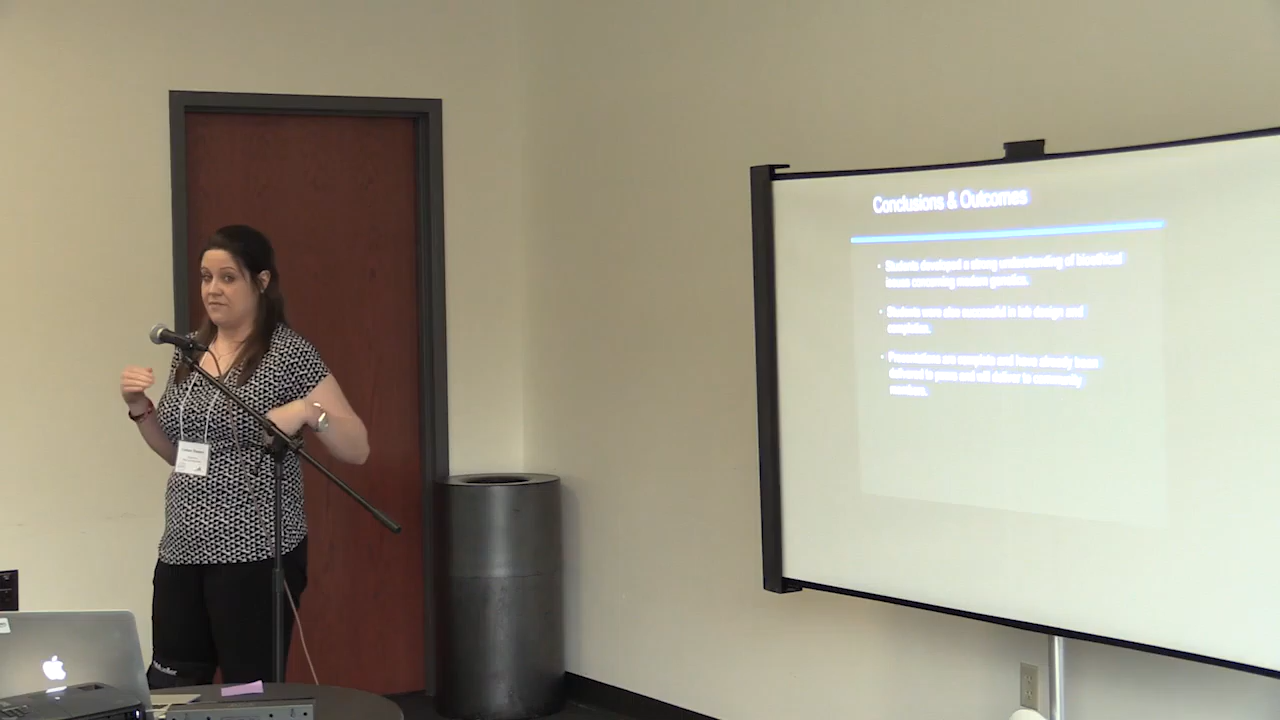 Conclusions & Outcomes
• Students developed a strong understanding of bioethical
issues concerning modern genetics.
• Students were also successful in lab design and
completion.
• Presentations are complete and have already been
delivered to peers and will deliver to community
members.